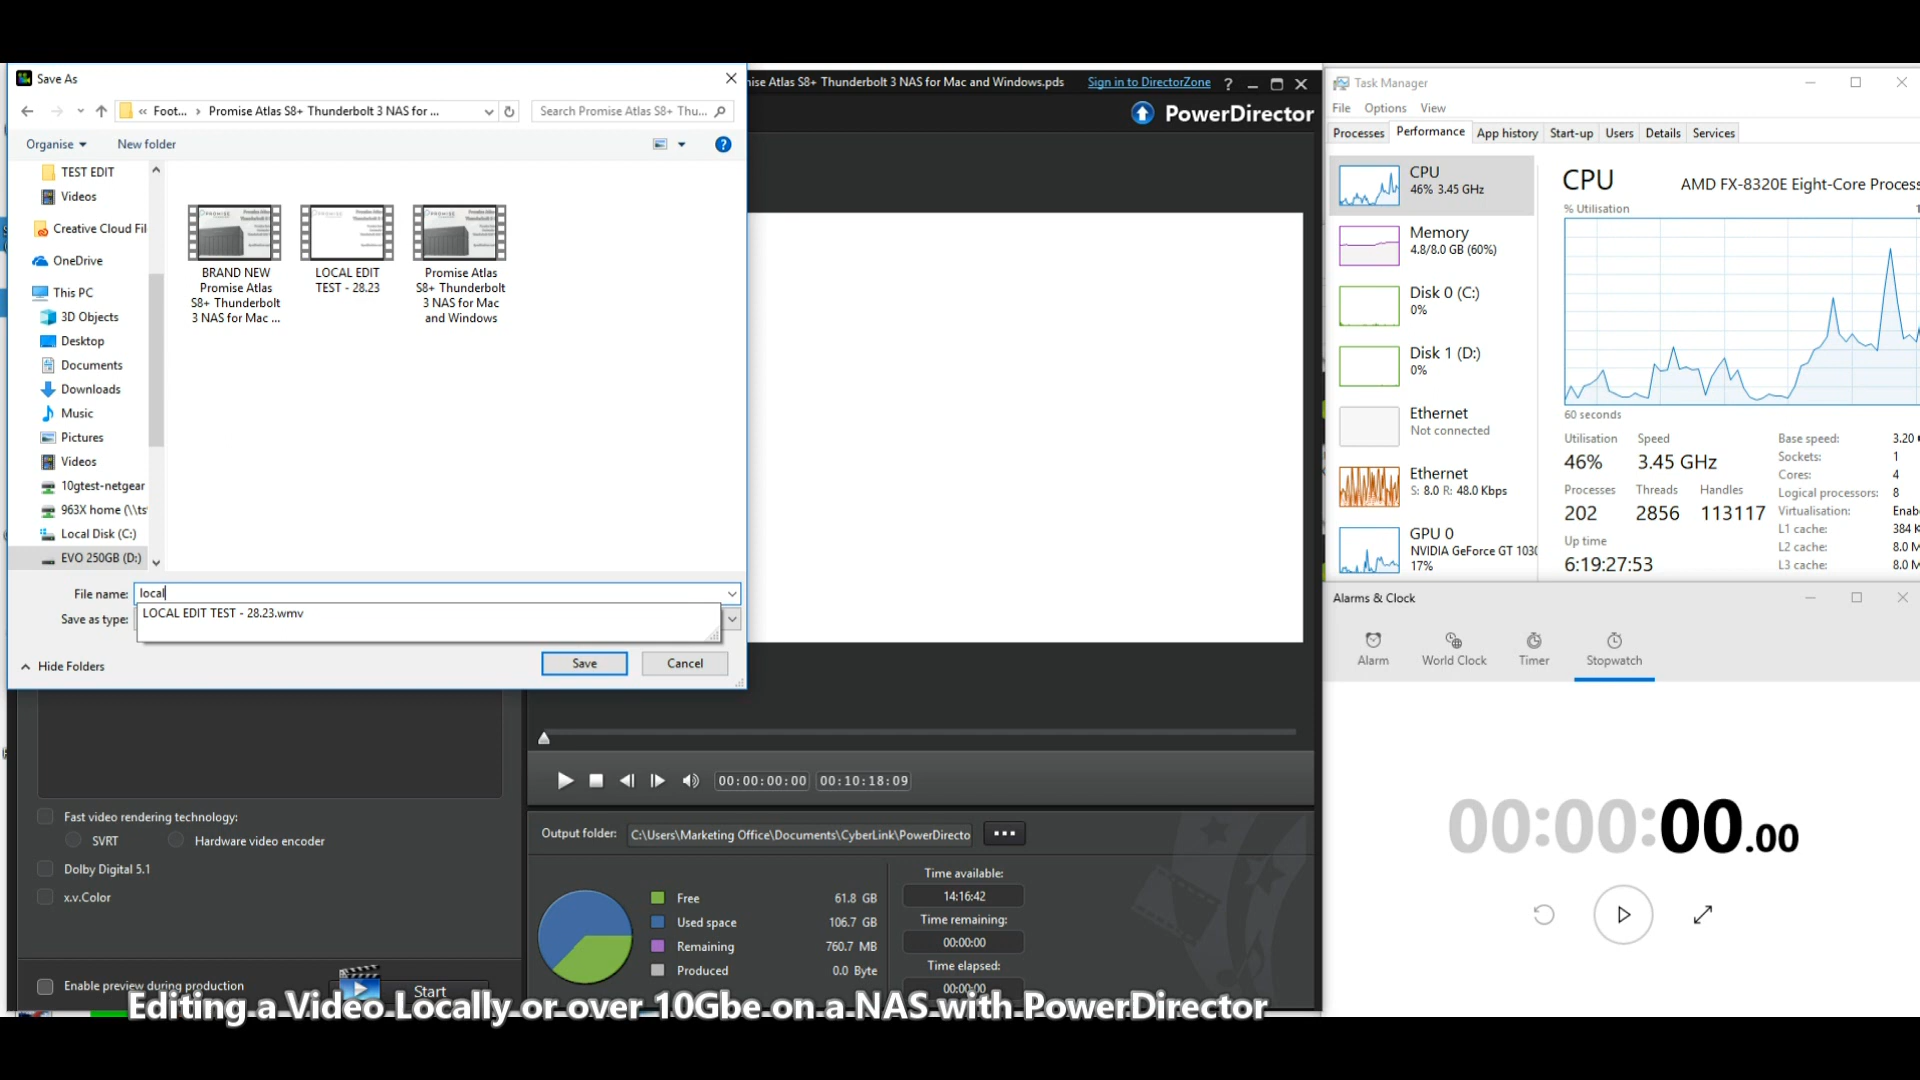 Save As
« Foot... › Promise Atlas S8+ Thunderbolt 3 NAS for ...
Search Promise Atlas S8+ Thu...
Organise
New folder
TEST EDIT
Videos
Creative Cloud Fil
OneDrive
This PC
3D Objects
Desktop
Documents
Downloads
Music
Pictures
Videos
10gtest-netgear
963X home (\\ts
Local Disk (C:)
EVO 250GB (D:)
BRAND NEW
Promise Atlas
S8+ Thunderbolt
3 NAS for Mac ...
LOCAL EDIT
TEST - 28.23
Promise Atlas
S8+ Thunderbolt
3 NAS for Mac
and Windows
File name: local
LOCAL EDIT TEST - 28.23.wmv
Save as type:
Hide Folders
Save
Cancel
ise Atlas S8+ Thunderbolt 3 NAS for Mac and Windows.pds
Sign in to DirectorZone
?
PowerDirector
00:00:00:00
00:10:18:09
Fast video rendering technology:
SVRT
Hardware video encoder
Dolby Digital 5.1
x.v.Color
Enable preview during production
Start
Output folder: C:\Users\Marketing Office\Documents\CyberLink\PowerDirecto
...
Free 61.8 GB
Used space 106.7 GB
Remaining 760.7 MB
Produced 0.0 Byte
Time available:
14:16:42
Time remaining:
00:00:00
Time elapsed:
00:00:00
Task Manager
File Options View
Processes Performance App history Start-up Users Details Services
CPU
46% 3.45 GHz
Memory
4.8/8.0 GB (60%)
Disk 0 (C:)
0%
Disk 1 (D:)
0%
Ethernet
Not connected
Ethernet
S: 8.0 R: 48.0 Kbps
GPU 0
NVIDIA GeForce GT 1030
17%
CPU
AMD FX-8320E Eight-Core Process
% Utilisation
60 seconds
Utilisation
46%
Speed
3.45 GHz
Processes
202
Threads
2856
Handles
113117
Up time
6:19:27:53
Base speed: 3.20
Sockets: 1
Cores: 4
Logical processors: 8
Virtualisation: Enab
L1 cache: 384 K
L2 cache: 8.0 M
L3 cache: 8.0 M
Alarms & Clock
Alarm
World Clock
Timer
Stopwatch
00:00:00.00
Editing a Video Locally or over 10Gbe on a NAS with PowerDirector